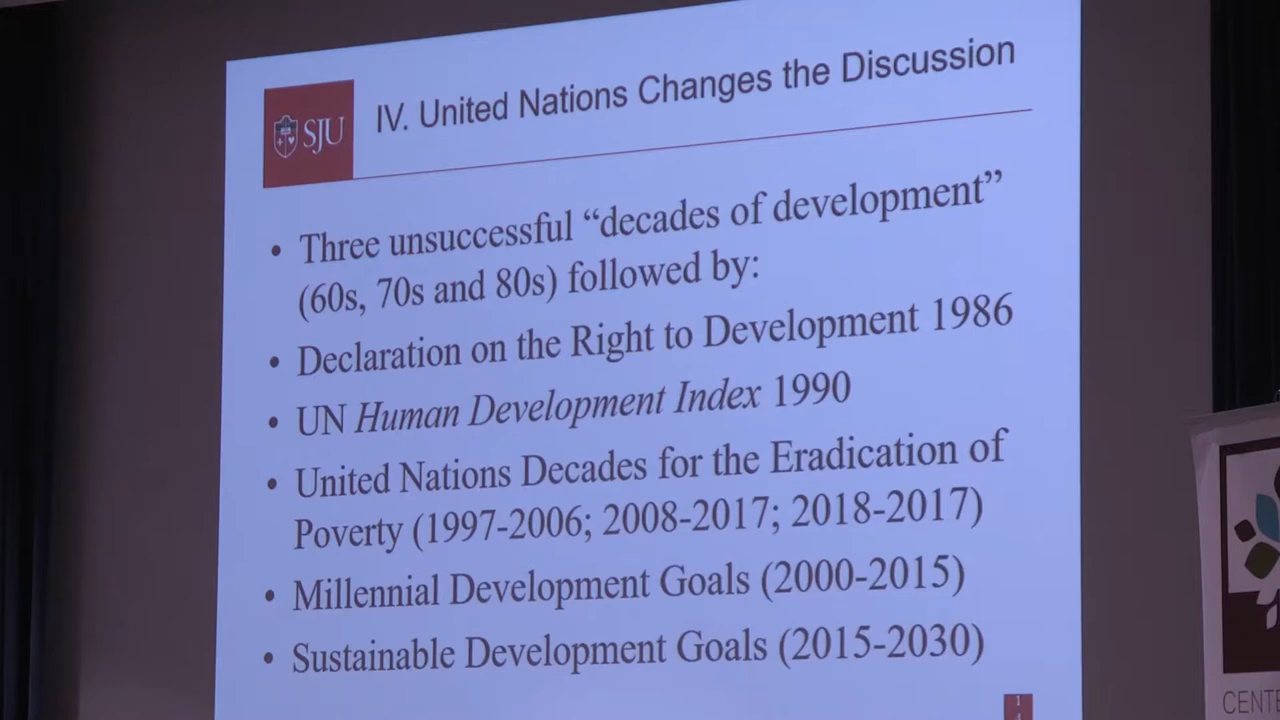 SJU
IV. United Nations Changes the Discussion
• Three unsuccessful “decades of development”
(60s, 70s and 80s) followed by:
• Declaration on the Right to Development 1986
• UN Human Development Index 1990
• United Nations Decades for the Eradication of
Poverty (1997-2006; 2008-2017; 2018-2017)
• Millennial Development Goals (2000-2015)
• Sustainable Development Goals (2015-2030)
1